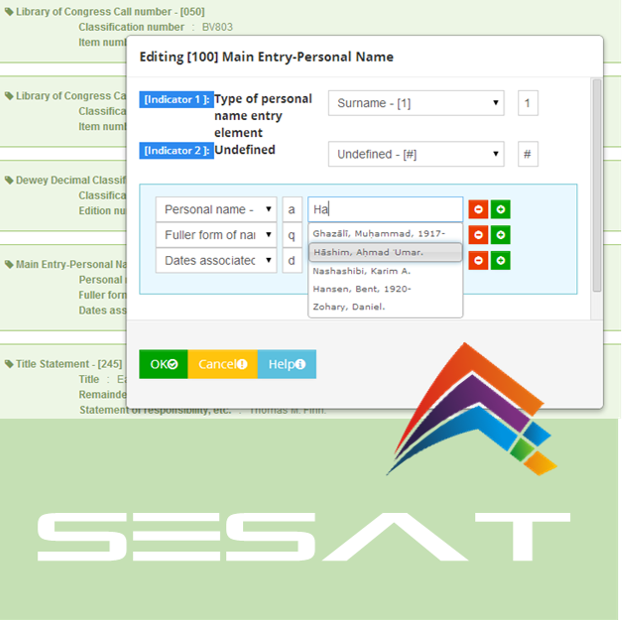 Library of Congress Call number - [050]
Classification number : BV803
Item numb
Library of Congress Ca
Classifica
Item numb
Dewey Decimal Classif
Classifica
Edition nu
Main Entry-Personal Na
Personal
Fuller form
Dates ass
Title Statement - [245]
Title : Ea
Remainde
Statement of responsibility, etc. : Thomas M. Finn.
Editing [100] Main Entry-Personal Name
[Indicator 1 ]: Type of personal name entry element
Surname - [1] 1
[Indicator 2 ]: Undefined
Undefined - [#] #
Personal name - a Ha
Fuller form of nai q
Dates associatec d
Ghazālī, Muḥammad, 1917-
Hāshim, Aḥmad ʻUmar.
Nashashibi, Karim A.
Hansen, Bent, 1920-
Zohary, Daniel.
OK Cancel Help
SESAT